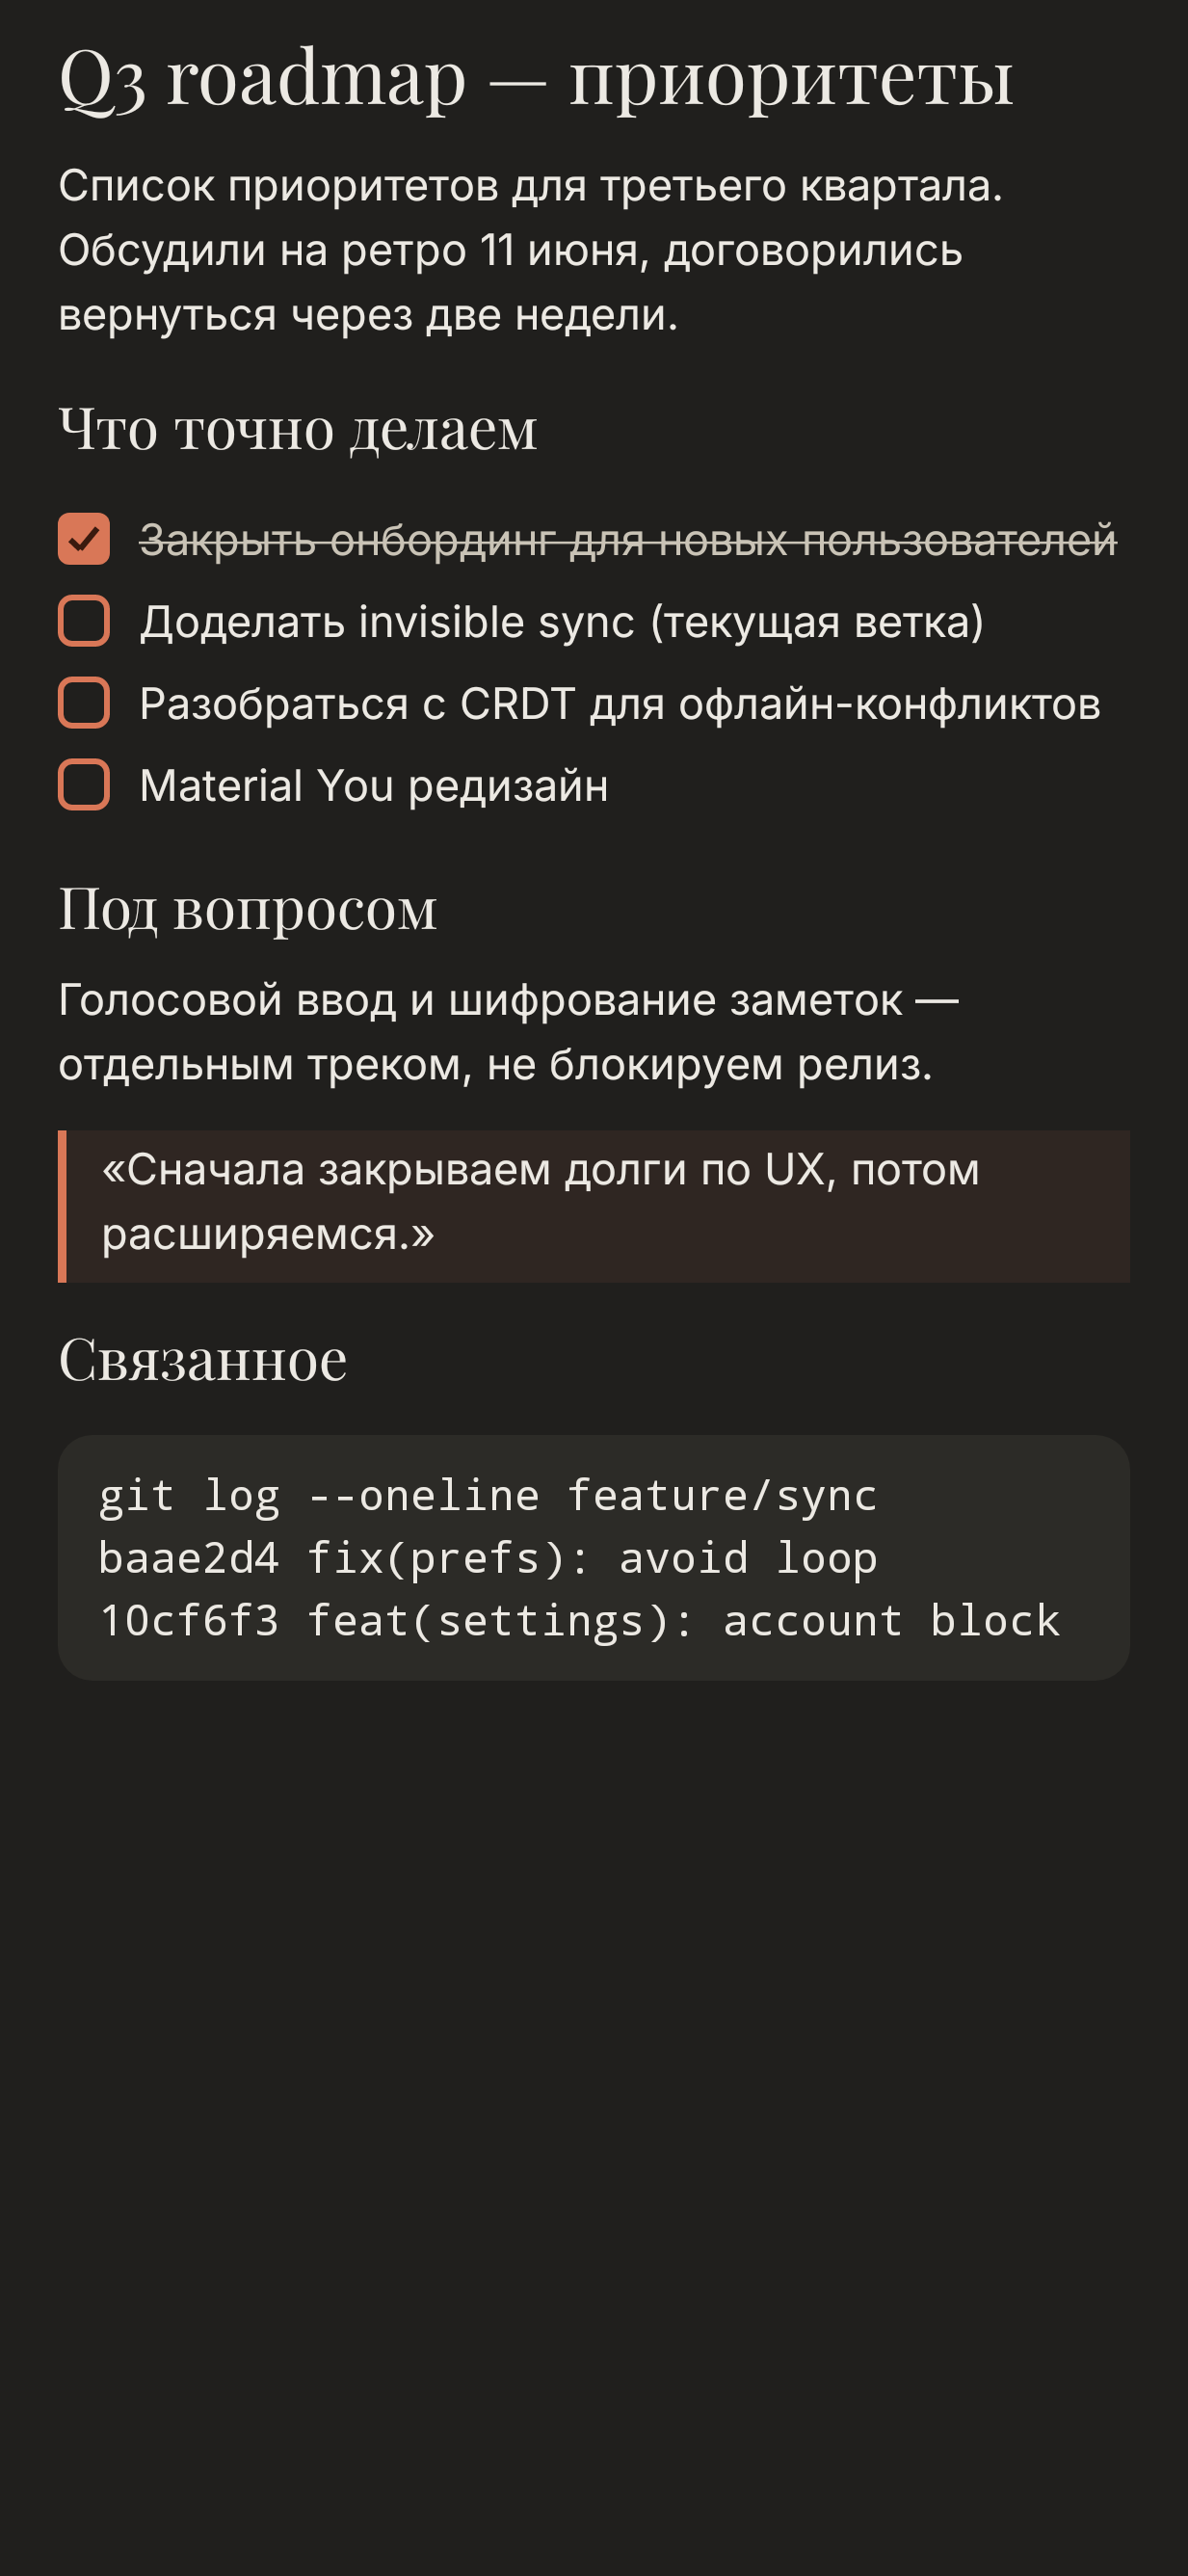 Q3 roadmap — приоритеты
Список приоритетов для третьего квартала.
Обсудили на ретро 11 июня, договорились
вернуться через две недели.
Что точно делаем
Закрыть онбординг для новых пользователей
Доделать invisible sync (текущая ветка)
Разобраться с CRDT для офлайн-конфликтов
Material You редизайн
Под вопросом
Голосовой ввод и шифрование заметок —
отдельным треком, не блокируем релиз.
«Сначала закрываем долги по UX, потом
расширяемся.»
Связанное
git log --oneline feature/sync
baae2d4 fix(prefs): avoid loop
10cf6f3 feat(settings): account block